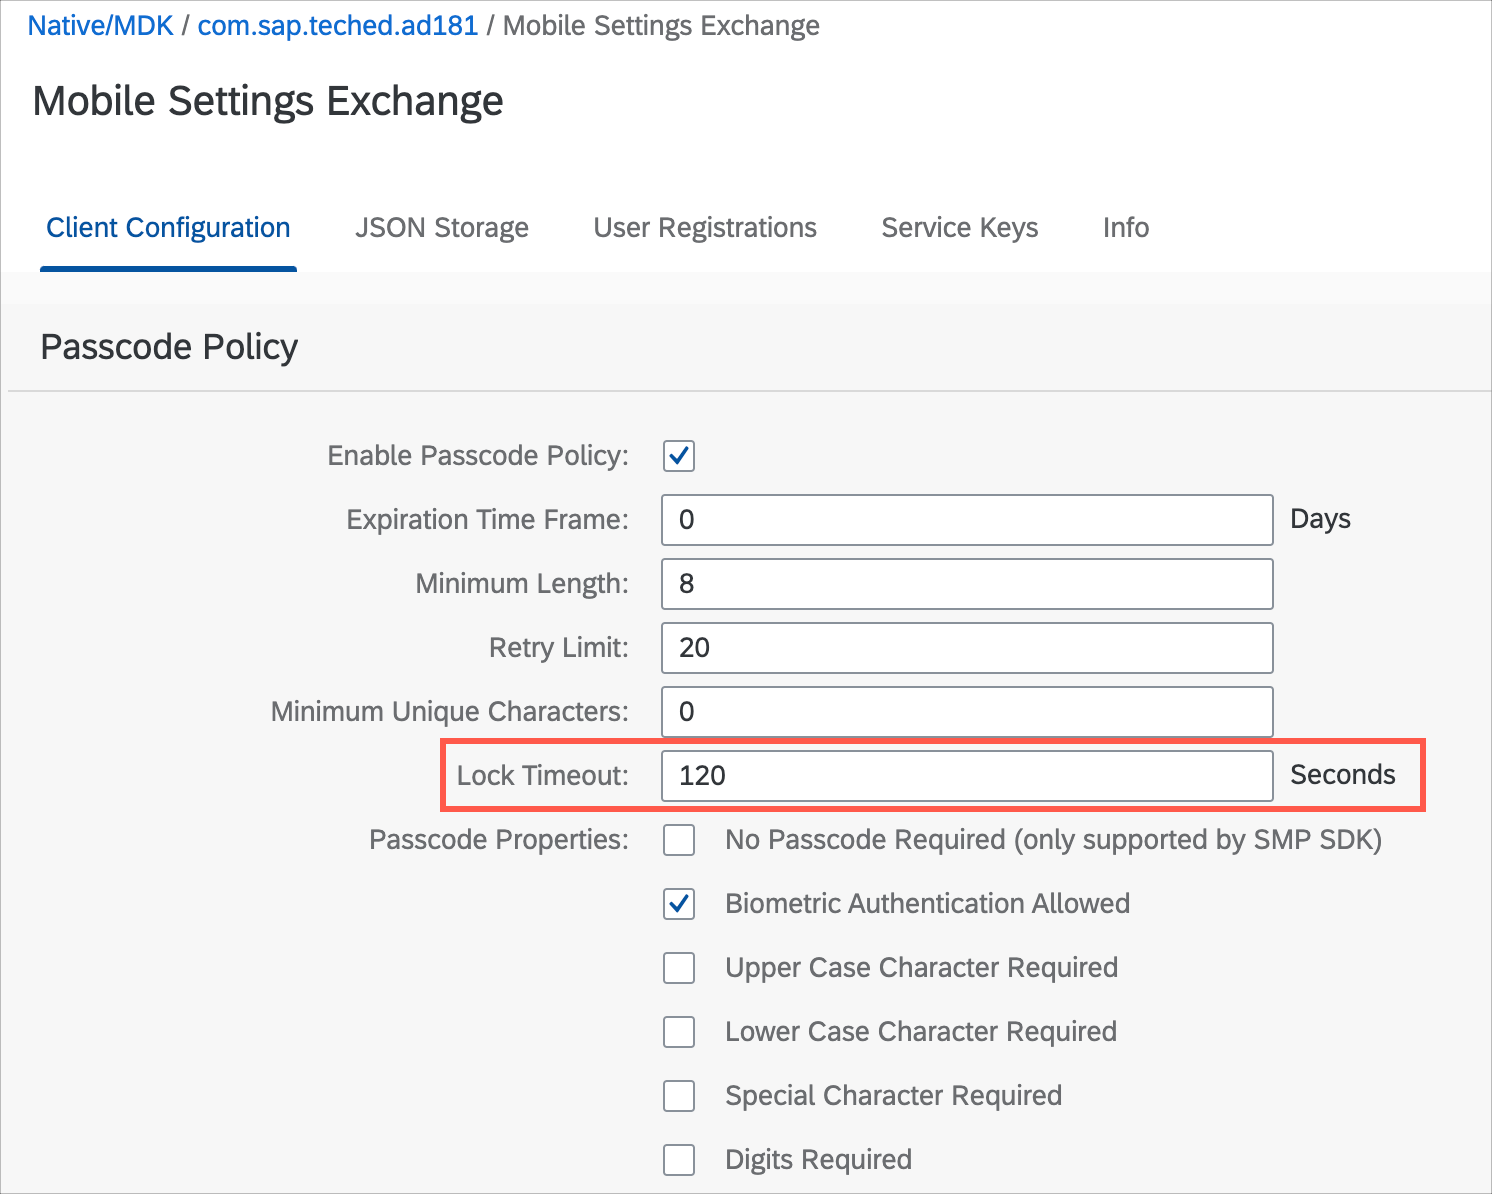 Native/MDK / com.sap.teched.ad181 / Mobile Settings Exchange
Mobile Settings Exchange
Client Configuration JSON Storage User Registrations Service Keys Info
Passcode Policy
Enable Passcode Policy:
Expiration Time Frame: 0 Days
Minimum Length: 8
Retry Limit: 20
Minimum Unique Characters: 0
Lock Timeout: 120 Seconds
Passcode Properties: No Passcode Required (only supported by SMP SDK)
Biometric Authentication Allowed
Upper Case Character Required
Lower Case Character Required
Special Character Required
Digits Required